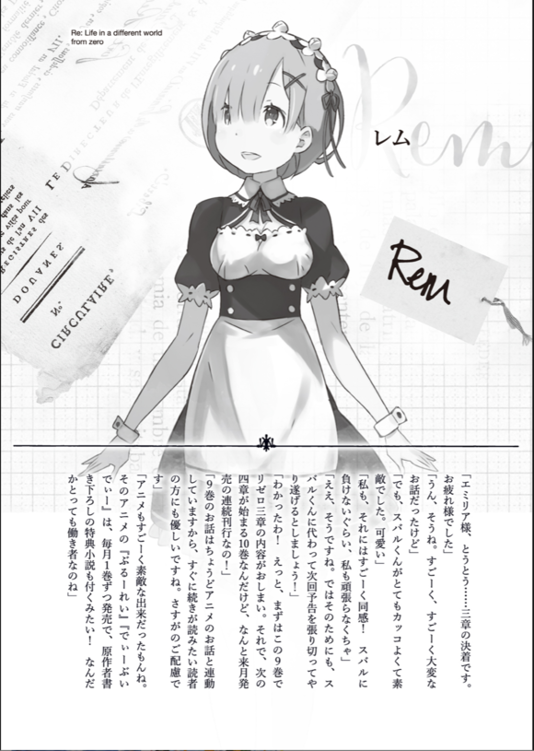 Re: Life in a different world
from zero
Rem
レム
Rem
DOUANES.
Nº
CIRCULAIRE.
「エミリア様、とうとう……三章の決着です。
お疲れ様でした」
「うん、そうね。すごーく、すごーく大変な
お話だったけど」
「でも、スバルくんがとてもカッコよくて素
敵でした。可愛い」
「私も、それにはすごーく同感!　スバルに
負けないぐらい、私も頑張らなくちゃ」
「ええ、そうですね。ではそのためにも、ス
バルくんに代わって次回予告を張り切ってや
り遂げるとしましょう!」
「わかったわ!　えっと、まずはこの9巻で
リゼロ三章の内容がおしまい。それで、次の
四章が始まる10巻なんだけど、なんと来月発
売の連続刊行なの!」
「9巻のお話はちょうどアニメのお話と連動
していますから、すぐに続きが読みたい読者
の方にも優しいですね。さすがのご配慮で
す」
「アニメもすごーく素敵な出来だったもんね。
そのアニメの『ぶるーれい』『でぃーぶい
でぃー』は、毎月1巻ずつ発売で、原作者書
き下ろしの特典小説も付くみたい!　なんだ
かとっても働き者なのね」